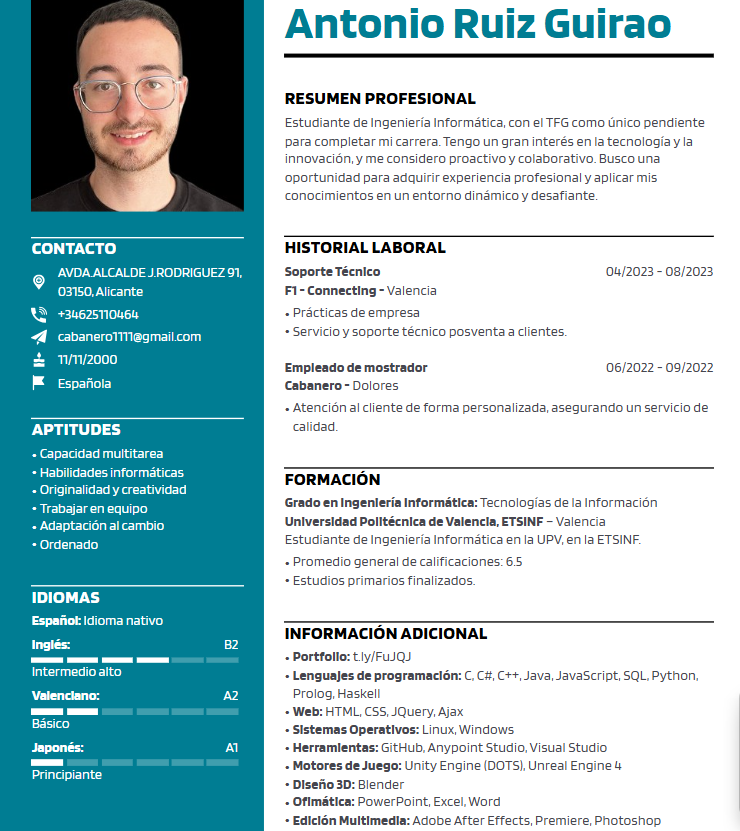 Antonio Ruiz Guirao
CONTACTO
AVDA.ALCALDE J.RODRIGUEZ 91,
03150, Alicante
+34625110464
cabanero1111@gmail.com
11/11/2000
Española
APTITUDES
• Capacidad multitarea
• Habilidades informáticas
• Originalidad y creatividad
• Trabajar en equipo
• Adaptación al cambio
• Ordenado
IDIOMAS
Español: Idioma nativo
Inglés: B2
Intermedio alto
Valenciano: A2
Básico
Japonés: A1
Principiante
RESUMEN PROFESIONAL
Estudiante de Ingeniería Informática, con el TFG como único pendiente
para completar mi carrera. Tengo un gran interés en la tecnología y la
innovación, y me considero proactivo y colaborativo. Busco una
oportunidad para adquirir experiencia profesional y aplicar mis
conocimientos en un entorno dinámico y desafiante.
HISTORIAL LABORAL
Soporte Técnico 04/2023 - 08/2023
F1 - Connecting - Valencia
• Prácticas de empresa
• Servicio y soporte técnico posventa a clientes.
Empleado de mostrador 06/2022 - 09/2022
Cabanero - Dolores
• Atención al cliente de forma personalizada, asegurando un servicio de
calidad.
FORMACIÓN
Grado en Ingeniería Informática: Tecnologías de la Información
Universidad Politécnica de Valencia, ETSINF – Valencia
Estudiante de Ingeniería Informática en la UPV, en la ETSINF.
• Promedio general de calificaciones: 6.5
• Estudios primarios finalizados.
INFORMACIÓN ADICIONAL
• Portfolio: t.ly/FuJQJ
• Lenguajes de programación: C, C#, C++, Java, JavaScript, SQL, Python,
Prolog, Haskell
• Web: HTML, CSS, JQuery, Ajax
• Sistemas Operativos: Linux, Windows
• Herramientas: GitHub, Anypoint Studio, Visual Studio
• Motores de Juego: Unity Engine (DOTS), Unreal Engine 4
• Diseño 3D: Blender
• Ofimática: PowerPoint, Excel, Word
• Edición Multimedia: Adobe After Effects, Premiere, Photoshop